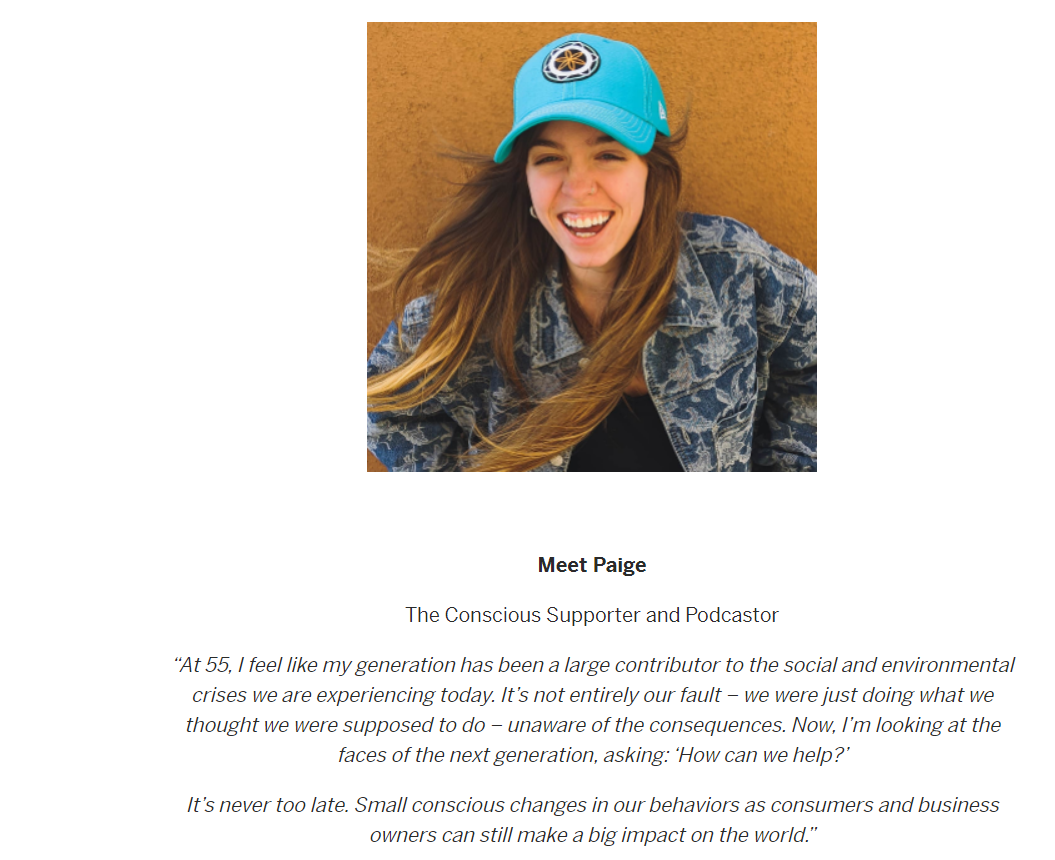 Meet Paige
The Conscious Supporter and Podcastor
“At 55, I feel like my generation has been a large contributor to the social and environmental
crises we are experiencing today. It’s not entirely our fault – we were just doing what we
thought we were supposed to do – unaware of the consequences. Now, I’m looking at the
faces of the next generation, asking: ‘How can we help?’
It’s never too late. Small conscious changes in our behaviors as consumers and business
owners can still make a big impact on the world.”